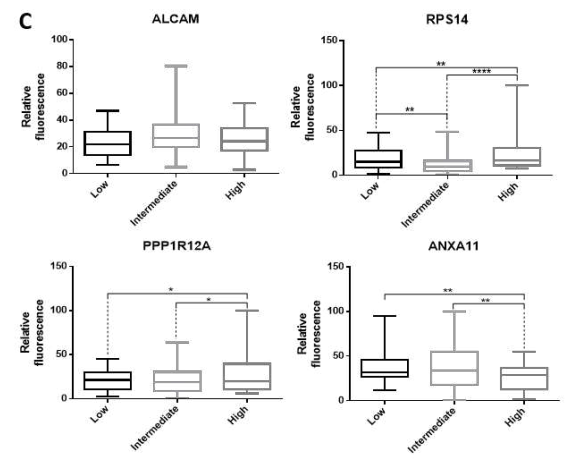 C
ALCAM
Relative
fluorescence
100
80
60
40
20
0
Low
Intermediate
High
RPS14
Relative
fluorescence
150
100
50
0
**
****
**
Low
Intermediate
High
PPP1R12A
Relative
fluorescence
150
100
50
0
*
*
Low
Intermediate
High
ANXA11
Relative
fluorescence
150
100
50
0
**
**
Low
Intermediate
High